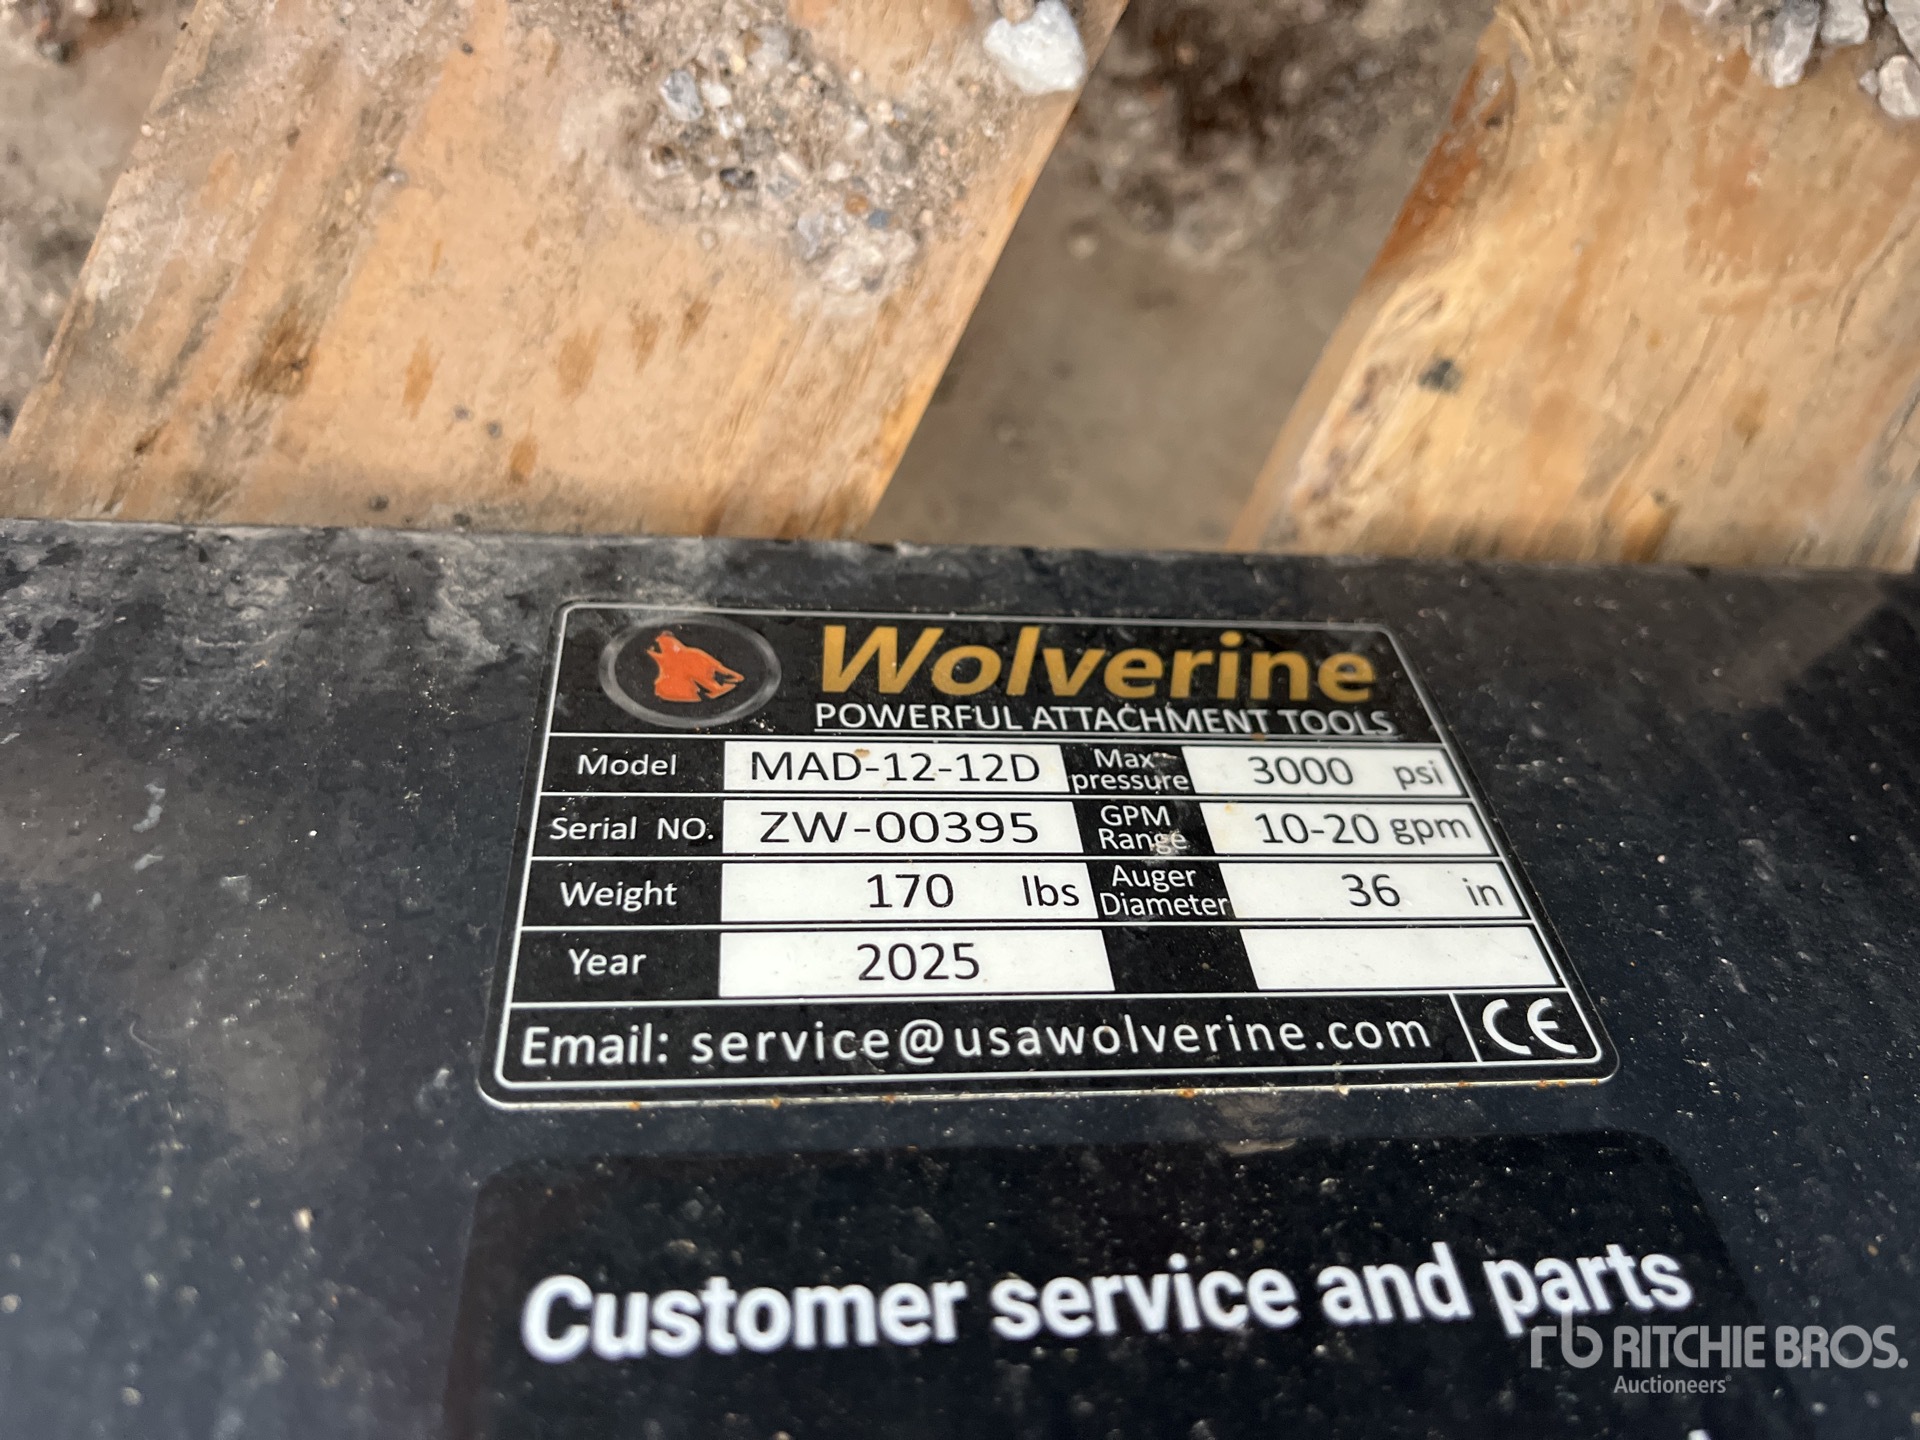 Wolverine
POWERFUL ATTACHMENT TOOLS
Model MAD-12-12D Max pressure 3000 psi
Serial NO. ZW-00395 GPM Range 10-20 gpm
Weight 170 lbs Auger Diameter 36 in
Year 2025
Email: service@usawolverine.com CE
Customer service and parts
rb RITCHIE BROS.
Auctioneers